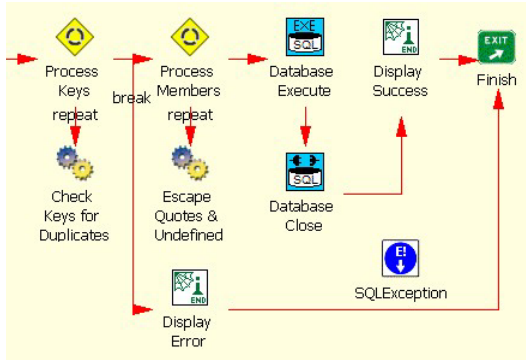 EXE
SQL
END
EXIT
Process
Keys
repeat
break
Process
Members
repeat
Database
Execute
Display
Success
Finish
SQL
Check
Keys for
Duplicates
Escape
Quotes &
Undefined
Database
Close
E!
SQLException
END
Display
Error